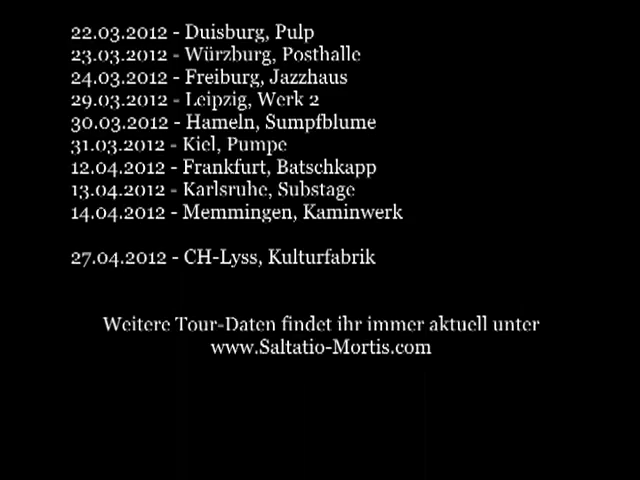 22.03.2012 - Duisburg, Pulp
23.03.2012 - Würzburg, Posthalle
24.03.2012 - Freiburg, Jazzhaus
29.03.2012 - Leipzig, Werk 2
30.03.2012 - Hameln, Sumpfblume
31.03.2012 - Kiel, Pumpe
12.04.2012 - Frankfurt, Batschkapp
13.04.2012 - Karlsruhe, Substage
14.04.2012 - Memmingen, Kaminwerk
27.04.2012 - CH-Lyss, Kulturfabrik
Weitere Tour-Daten findet ihr immer aktuell unter
www.Saltatio-Mortis.com